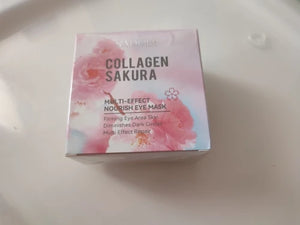 COLLAGEN
SAKURA
MULTI-EFFECT
NOURISH EYE MASK
Firming Eye Area Skin
Diminishes Dark Circles
Multi Effect Repair